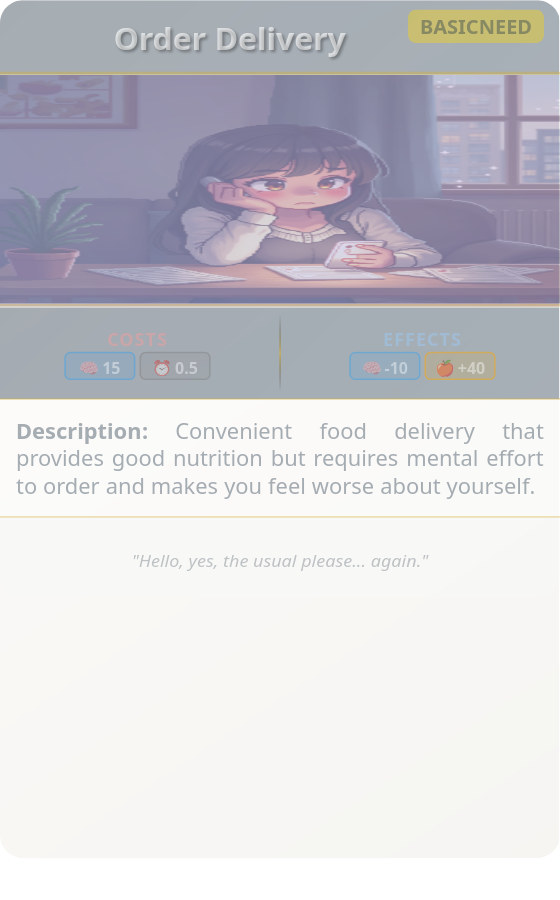 Order Delivery
BASICNEED
COSTS
🧠 15 ⏰ 0.5
EFFECTS
🧠 -10 🍎 +40
Description: Convenient food delivery that
provides good nutrition but requires mental effort
to order and makes you feel worse about yourself.
"Hello, yes, the usual please... again."